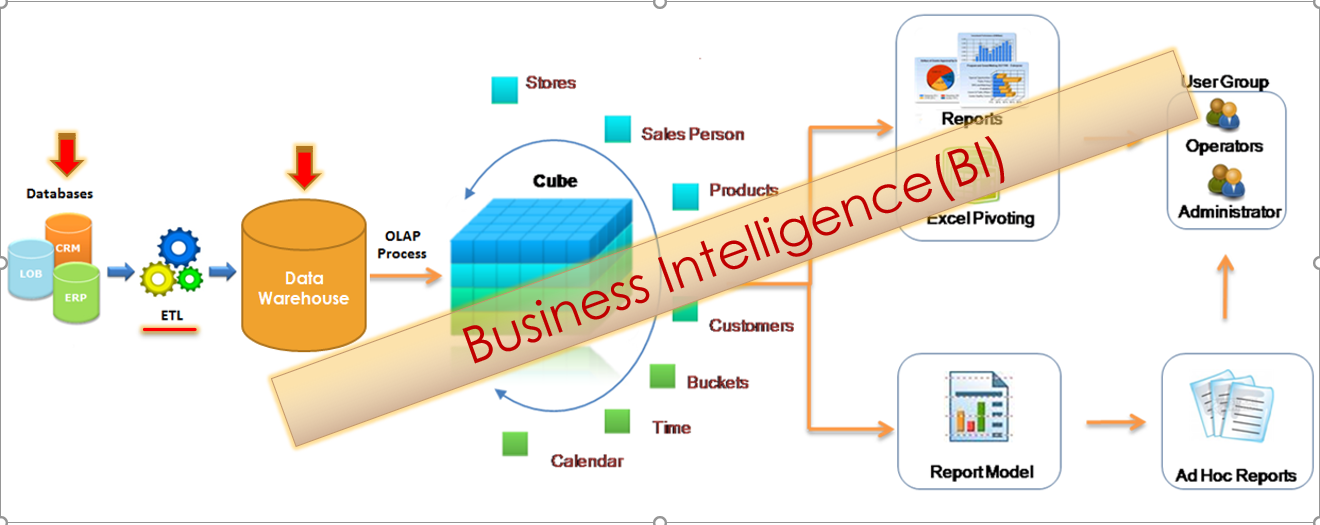 Databases
CRM
LOB
ERP
ETL
Data
Warehouse
OLAP
Process
Cube
Stores
Sales Person
Products
Customers
Buckets
Time
Calendar
Business Intelligence(BI)
Reports
Excel Pivoting
User Group
Operators
Administrator
Report Model
Ad Hoc Reports